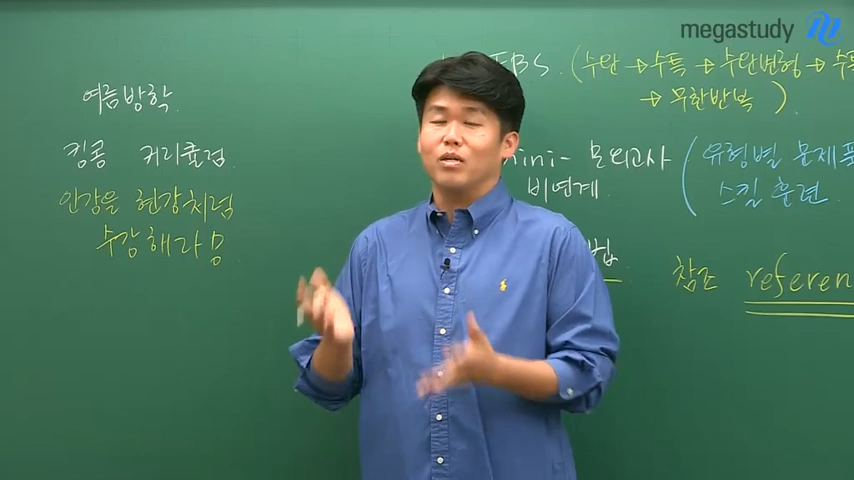 megastudy
여름방학
킹콩 커리큘럼
인강을 현강처럼
수강해라 Mㅇ
EBS. (수완 → 수특 → 수완변형 → 수특
→ 무한반복 ).
mini - 모의고사 (유형별 문제풀
비연계. 스킬 훈련.
법
참조 referen